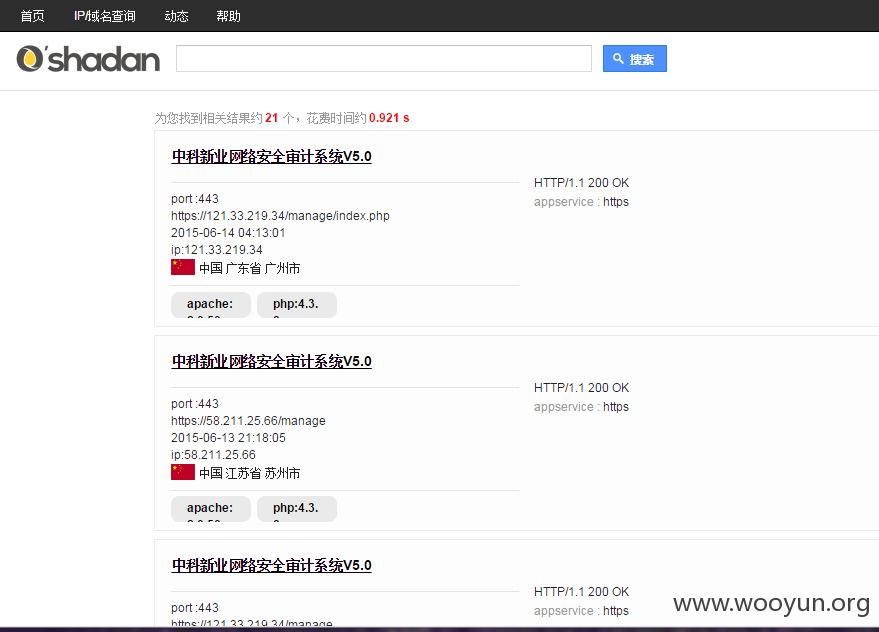 首页 IP/域名查询 动态 帮助
O'shadan
搜索
为您找到相关结果约 21 个，花费时间约 0.921 s
中科新业网络安全审计系统V5.0
port :443
https://121.33.219.34/manage/index.php
2015-06-14 04:13:01
ip:121.33.219.34
中国 广东省 广州市
apache: php:4.3.
HTTP/1.1 200 OK
appservice : https
中科新业网络安全审计系统V5.0
port :443
https://58.211.25.66/manage
2015-06-13 21:18:05
ip:58.211.25.66
中国 江苏省 苏州市
apache: php:4.3.
HTTP/1.1 200 OK
appservice : https
中科新业网络安全审计系统V5.0
port :443
https://121.33.219.34/manage
HTTP/1.1 200 OK
appservice : https
www.wooyun.org